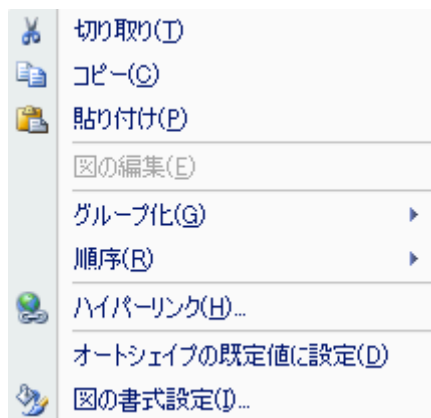 切り取り(T)
コピー(C)
貼り付け(P)
図の編集(E)
グループ化(G)
順序(R)
ハイパーリンク(H)...
オートシェイプの既定値に設定(D)
図の書式設定(I)...